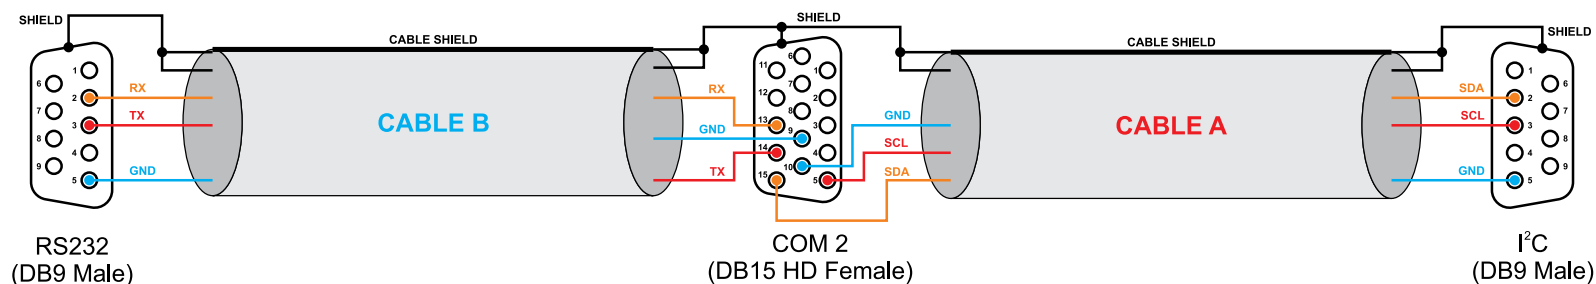 SHIELD
CABLE SHIELD
SHIELD
CABLE SHIELD
SHIELD
1
6
2
7
3
8
4
9
5
RX
TX
GND
CABLE B
RX
GND
TX
6
11
1
7
12
2
8
13
3
9
14
4
10
15
5
GND
SCL
SDA
CABLE A
SDA
SCL
GND
1
6
2
7
3
8
4
9
5
RS232
(DB9 Male)
COM 2
(DB15 HD Female)
I²C
(DB9 Male)